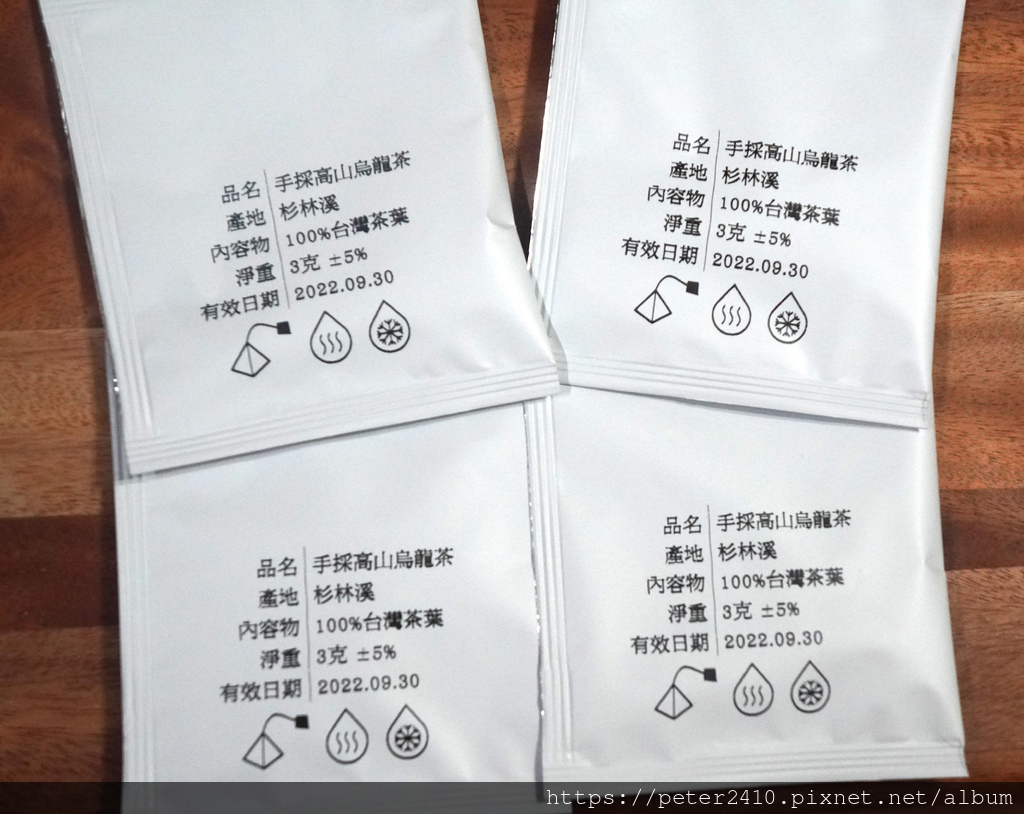 品名 手採高山烏龍茶
產地 杉林溪
內容物 100%台灣茶葉
淨重 3克 ±5%
有效日期 2022.09.30
品名 手採高山烏龍茶
產地 杉林溪
內容物 100%台灣茶葉
淨重 3克 ±5%
有效日期 2022.09.30
品名 手採高山烏龍茶
產地 杉林溪
內容物 100%台灣茶葉
淨重 3克 ±5%
有效日期 2022.09.30
品名 手採高山烏龍茶
產地 杉林溪
內容物 100%台灣茶葉
淨重 3克 ±5%
有效日期 2022.09.30
https://peter2410.pixnet.net/album